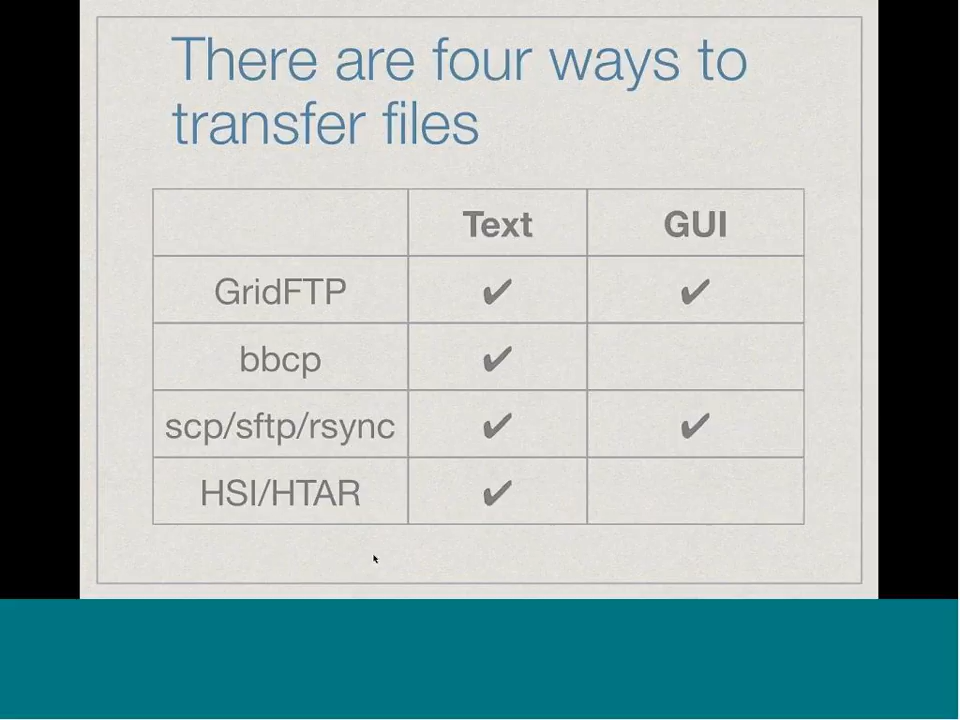 There are four ways to
transfer files
Text GUI
GridFTP ✔ ✔
bbcp ✔
scp/sftp/rsync ✔ ✔
HSI/HTAR ✔